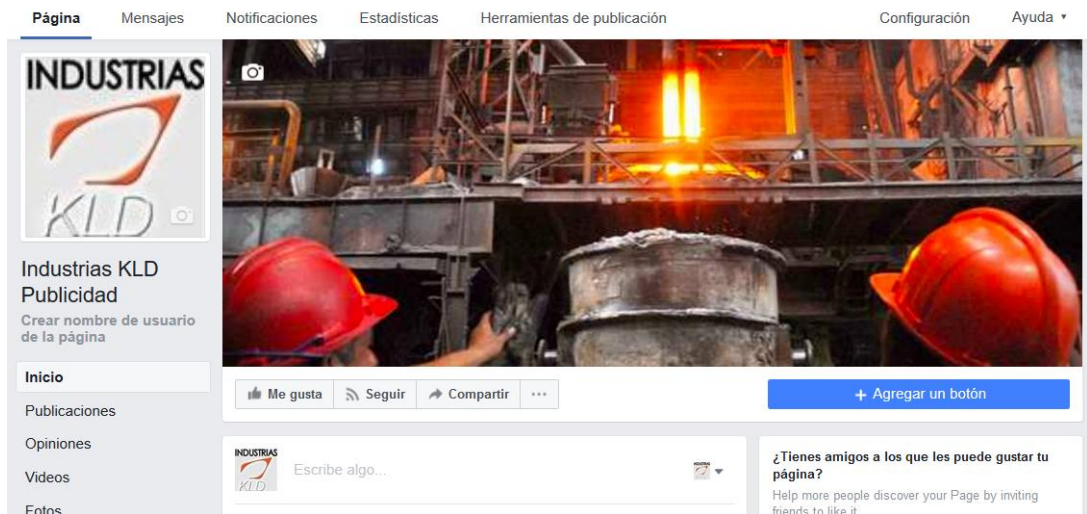 Página Mensajes Notificaciones Estadísticas Herramientas de publicación Configuración Ayuda
INDUSTRIAS
KLD
Industrias KLD
Publicidad
Crear nombre de usuario
de la página
Inicio
Publicaciones
Opiniones
Videos
Fotos
Me gusta Seguir Compartir ...
+ Agregar un botón
INDUSTRIAS
KLD
Escribe algo...
¿Tienes amigos a los que les puede gustar tu
página?
Help more people discover your Page by inviting
friends to like it